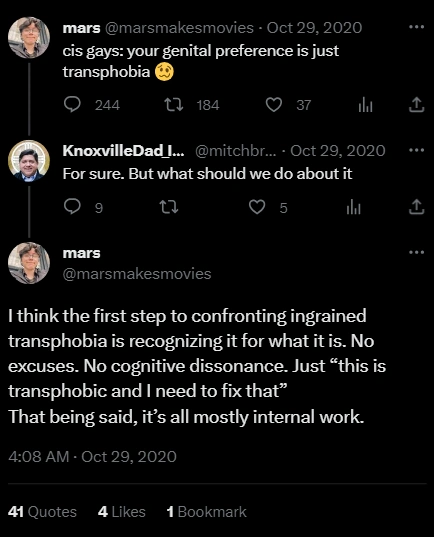 mars @marsmakesmovies · Oct 29, 2020
cis gays: your genital preference is just
transphobia 🥴
244 184 37
KnoxvilleDad_I... @mitchbr... · Oct 29, 2020
For sure. But what should we do about it
9 5
mars
@marsmakesmovies
I think the first step to confronting ingrained
transphobia is recognizing it for what it is. No
excuses. No cognitive dissonance. Just “this is
transphobic and I need to fix that”
That being said, it’s all mostly internal work.
4:08 AM · Oct 29, 2020
41 Quotes 4 Likes 1 Bookmark